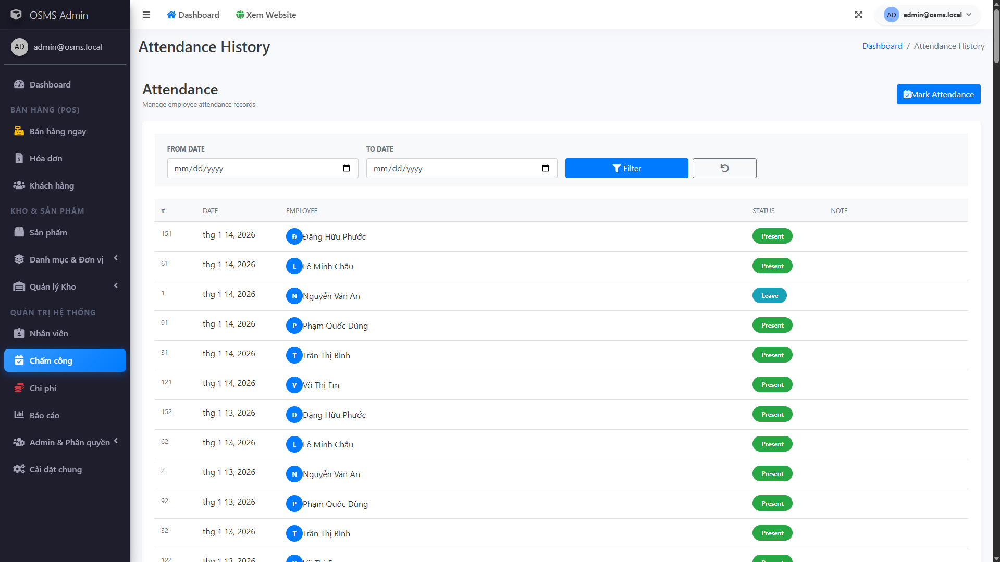 OSMS Admin
Dashboard
Xem Website
AD
admin@osms.local
AD
admin@osms.local
Dashboard
BÁN HÀNG (POS)
Bán hàng ngay
Hóa đơn
Khách hàng
KHO & SẢN PHẨM
Sản phẩm
Danh mục & Đơn vị
Quản lý Kho
QUẢN TRỊ HỆ THỐNG
Nhân viên
Chấm công
Chi phí
Báo cáo
Admin & Phân quyền
Cài đặt chung
Attendance History
Dashboard / Attendance History
Attendance
Manage employee attendance records.
Mark Attendance
FROM DATE
TO DATE
mm/dd/yyyy
mm/dd/yyyy
Filter
# DATE EMPLOYEE STATUS NOTE
151 thg 1 14, 2026 Đ Đặng Hữu Phước Present
61 thg 1 14, 2026 L Lê Minh Châu Present
1 thg 1 14, 2026 N Nguyễn Văn An Leave
91 thg 1 14, 2026 P Phạm Quốc Dũng Present
31 thg 1 14, 2026 T Trần Thị Bình Present
121 thg 1 14, 2026 V Võ Thị Em Present
152 thg 1 13, 2026 Đ Đặng Hữu Phước Present
62 thg 1 13, 2026 L Lê Minh Châu Present
2 thg 1 13, 2026 N Nguyễn Văn An Present
92 thg 1 13, 2026 P Phạm Quốc Dũng Present
32 thg 1 13, 2026 T Trần Thị Bình Present
122 thg 1 13, 2026